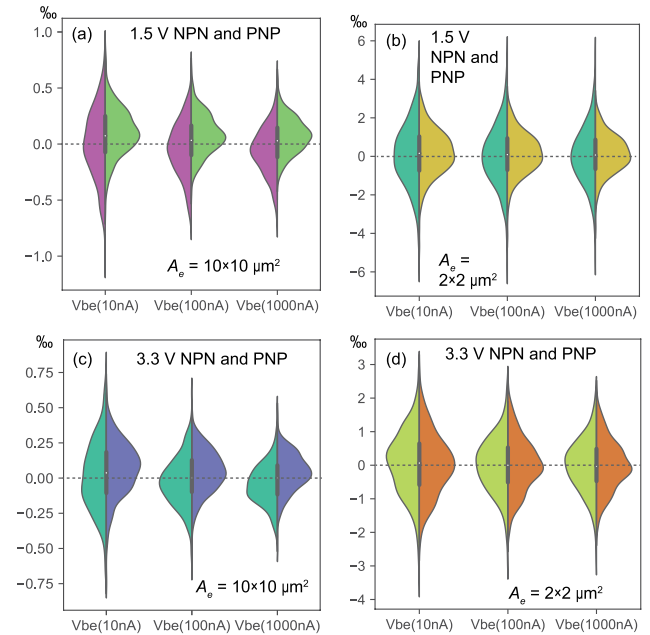 ‰
(a)
1.5 V NPN and PNP
1.0
0.5
0.0
−0.5
−1.0
A_e = 10×10 µm²
Vbe(10nA)
Vbe(100nA)
Vbe(1000nA)
‰
(b)
1.5 V
NPN and
PNP
6
4
2
0
−2
−4
−6
A_e =
2×2 µm²
Vbe(10nA)
Vbe(100nA)
Vbe(1000nA)
‰
(c)
3.3 V NPN and PNP
0.75
0.50
0.25
0.00
−0.25
−0.50
−0.75
A_e = 10×10 µm²
Vbe(10nA)
Vbe(100nA)
Vbe(1000nA)
‰
(d)
3.3 V NPN and PNP
3
2
1
0
−1
−2
−3
−4
A_e = 2×2 µm²
Vbe(10nA)
Vbe(100nA)
Vbe(1000nA)